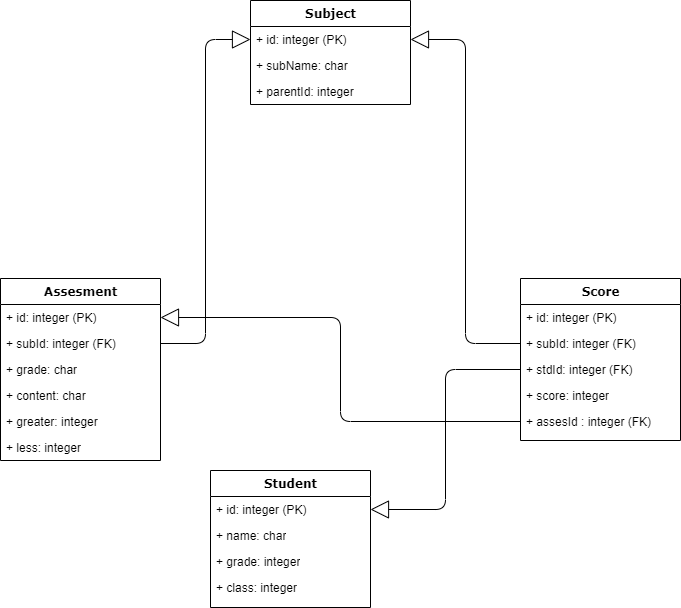 Subject
+ id: integer (PK)
+ subName: char
+ parentId: integer
Assesment
+ id: integer (PK)
+ subId: integer (FK)
+ grade: char
+ content: char
+ greater: integer
+ less: integer
Score
+ id: integer (PK)
+ subId: integer (FK)
+ stdId: integer (FK)
+ score: integer
+ assesId : integer (FK)
Student
+ id: integer (PK)
+ name: char
+ grade: integer
+ class: integer